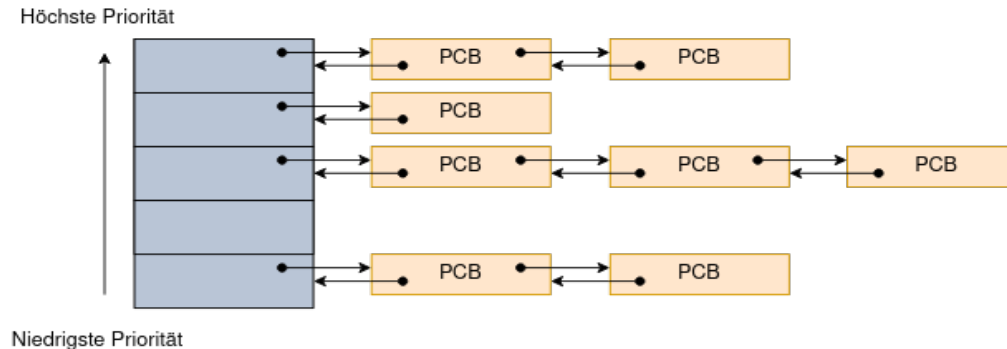 Höchste Priorität
PCB PCB
PCB
PCB PCB PCB
PCB PCB
Niedrigste Priorität